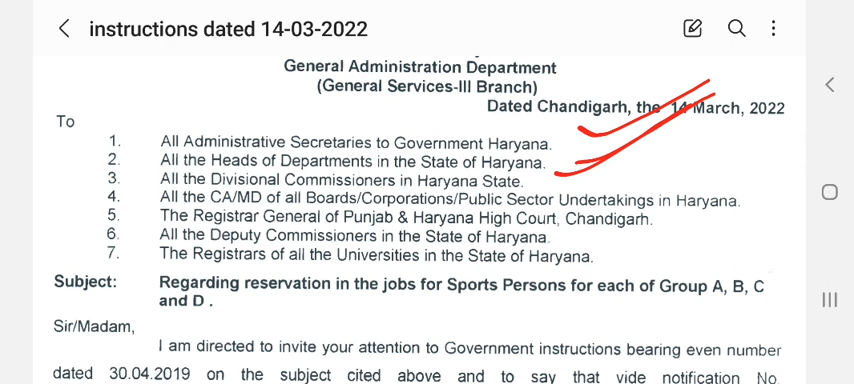 instructions dated 14-03-2022
General Administration Department
(General Services-III Branch)
Dated Chandigarh, the 14 March, 2022
To
1. All Administrative Secretaries to Government Haryana.
2. All the Heads of Departments in the State of Haryana.
3. All the Divisional Commissioners in Haryana State.
4. All the CA/MD of all Boards/Corporations/Public Sector Undertakings in Haryana.
5. The Registrar General of Punjab & Haryana High Court, Chandigarh.
6. All the Deputy Commissioners in the State of Haryana.
7. The Registrars of all the Universities in the State of Haryana.
Subject: Regarding reservation in the jobs for Sports Persons for each of Group A, B, C
and D .
Sir/Madam,
I am directed to invite your attention to Government instructions bearing even number
dated 30.04.2019 on the subject cited above and to say that vide notification No.